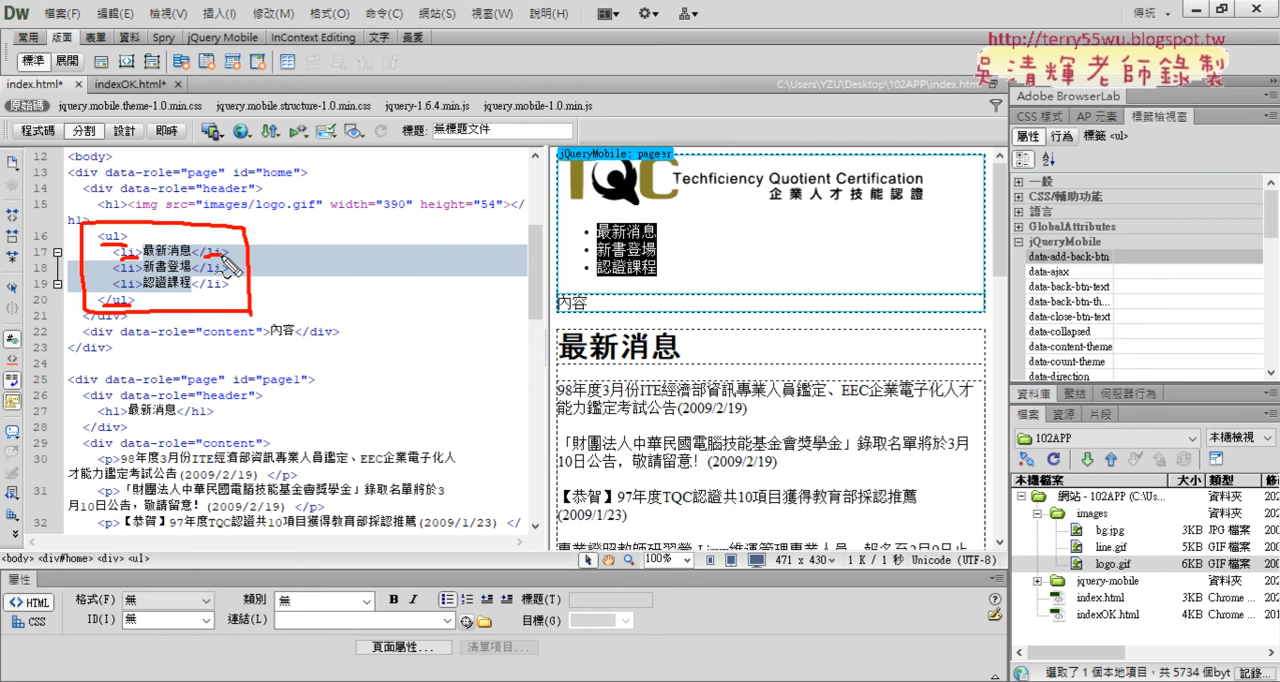 Dw 檔案(F) 編輯(E) 檢視(V) 插入(I) 修改(M) 格式(O) 命令(C) 網站(S) 視窗(W) 說明(H) 傳統
常用 版面 表單 資料 Spry jQuery Mobile InContext Editing 文字 最愛
http://terry55wu.blogspot.tw
吳清輝老師錄製
標準 展開
index.html* × indexOK.html* × C:\Users\YZU\Desktop\102APP\index.html
原始碼 jquery.mobile.theme-1.0.min.css jquery.mobile.structure-1.0.min.css jquery-1.6.4.min.js jquery.mobile-1.0.min.js
程式碼 分割 設計 即時 標題: 無標題文件
12 <body>
13 <div data-role="page" id="home">
14 <div data-role="header">
15 <h1><img src="images/logo.gif" width="390" height="54"></
h1>
16 <ul>
17 <li>最新消息</li>
18 <li>新書登場</li>
19 <li>認證課程</li>
20 </ul>
21 </div>
22 <div data-role="content">內容</div>
23 </div>
24
25 <div data-role="page" id="page1">
26 <div data-role="header">
27 <h1>最新消息</h1>
28 </div>
29 <div data-role="content">
30 <p>98年度3月份ITE經濟部資訊專業人員鑑定、EEC企業電子化人
才能力鑑定考試公告(2009/2/19) </p>
31 <p>「財團法人中華民國電腦技能基金會獎學金」錄取名單將於3
月10日公告，敬請留意! (2009/2/19)</p>
32 <p>【恭賀】97年度TQC認證共10項目獲得教育部採認推薦(2009/1/23) </
jQueryMobile: page
TQC Techficiency Quotient Certification
企業人才技能認證
• 最新消息
• 新書登場
• 認證課程
內容
最新消息
98年度3月份ITE經濟部資訊專業人員鑑定、EEC企業電子化人才
能力鑑定考試公告(2009/2/19)
「財團法人中華民國電腦技能基金會獎學金」錄取名單將於3月
10日公告，敬請留意! (2009/2/19)
【恭賀】97年度TQC認證共10項目獲得教育部採認推薦
(2009/1/23)
<body> <div#home> <div> <ul> 100% 471 x 430 1 K / 1 秒 Unicode (UTF-8)
屬性
<> HTML 格式(F) 無 類別 無 B I 標題(T)
CSS ID(I) 無 連結(L) 目標(G)
頁面屬性... 清單項目...
Adobe BrowserLab
CSS 樣式 AP 元素 標籤檢視窗
屬性 行為 標籤 <ul>
一般
CSS/輔助功能
語言
GlobalAttributes
jQueryMobile
data-add-back-btn
data-ajax
data-back-btn-text
data-back-btn-th...
data-close-btn-text
data-collapsed
data-content-theme
data-count-theme
data-direction
資料庫 繫結 伺服器行為
檔案 資源 片段
102APP 本機檢視
本機檔案 大小 類型 修
網站 - 102APP (C:\Us... 資料夾 202
images 資料夾 202
bg.jpg 3KB JPG 檔案 202
line.gif 5KB GIF 檔案 202
logo.gif 6KB GIF 檔案 202
jquery-mobile 資料夾 202
index.html 3KB Chrome ... 202
indexOK.html 4KB Chrome ... 202
選取了 1 個本地項目，共 5734 個byt 記錄...